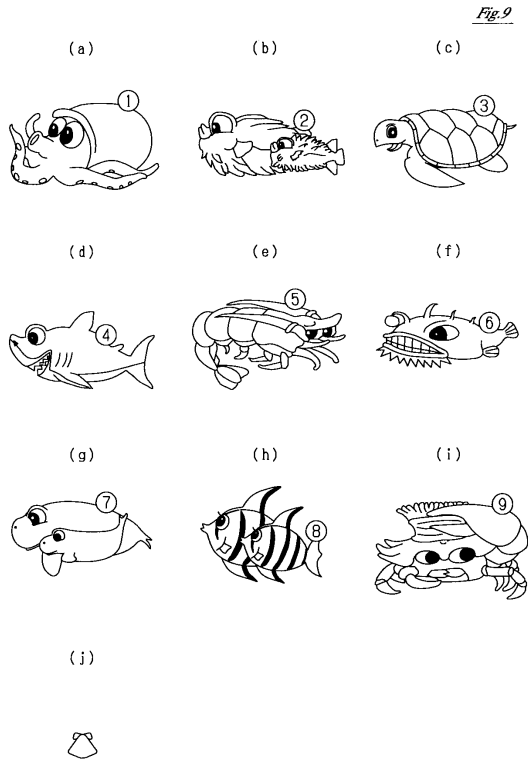 Fig.9
(a) (b) (c)
① ② ③
(d) (e) (f)
④ ⑤ ⑥
(g) (h) (i)
⑦ ⑧ ⑨
(j)